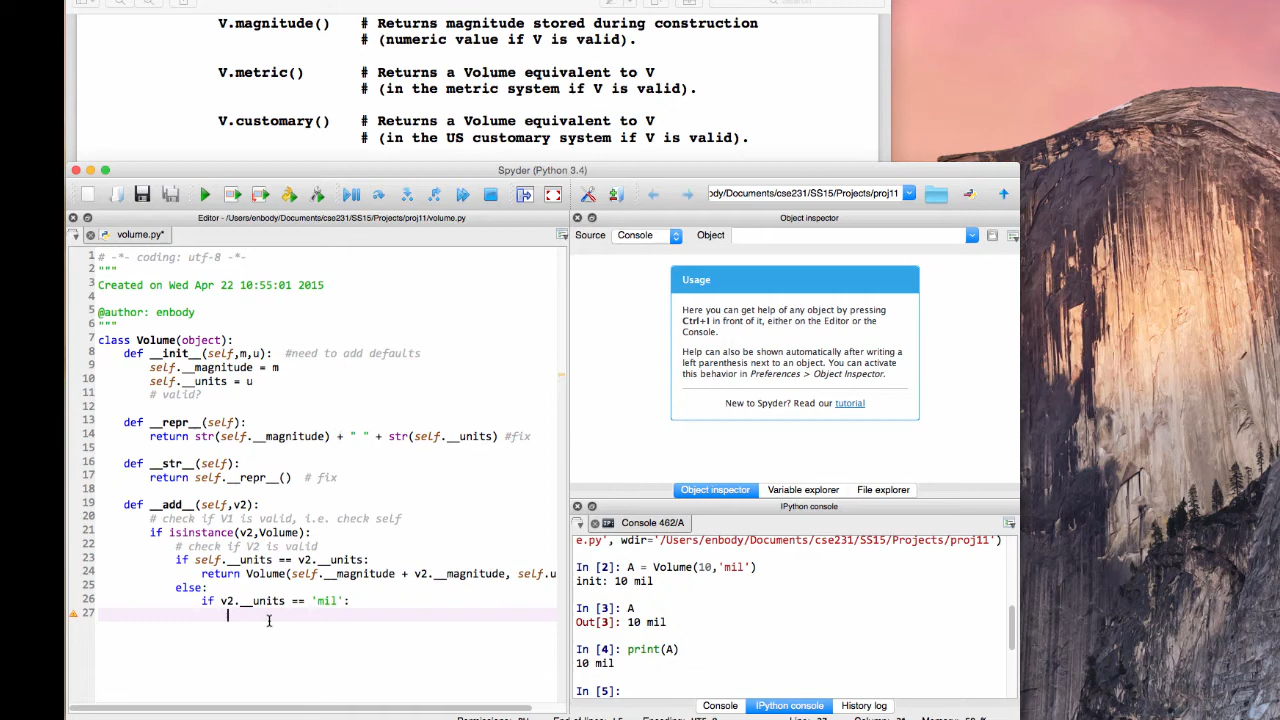 V.magnitude() # Returns magnitude stored during construction
# (numeric value if V is valid).
V.metric() # Returns a Volume equivalent to V
# (in the metric system if V is valid).
V.customary() # Returns a Volume equivalent to V
# (in the US customary system if V is valid).
Spyder (Python 3.4)
body/Documents/cse231/SS15/Projects/proj11
Editor - /Users/enbody/Documents/cse231/SS15/Projects/proj11/volume.py
volume.py*
1 # -*- coding: utf-8 -*-
2 """
3 Created on Wed Apr 22 10:55:01 2015
4
5 @author: enbody
6 """
7 class Volume(object):
8 def __init__(self,m,u): #need to add defaults
9 self.__magnitude = m
10 self.__units = u
11 # valid?
12
13 def __repr__(self):
14 return str(self.__magnitude) + " " + str(self.__units) #fix
15
16 def __str__(self):
17 return self.__repr__() # fix
18
19 def __add__(self,v2):
20 # check if V1 is valid, i.e. check self
21 if isinstance(v2,Volume):
22 # check if V2 is valid
23 if self.__units == v2.__units:
24 return Volume(self.__magnitude + v2.__magnitude, self.u
25 else:
26 if v2.__units == 'mil':
27
Object inspector
Source Console Object
Usage
Here you can get help of any object by pressing
Ctrl+I in front of it, either on the Editor or the
Console.
Help can also be shown automatically after writing a
left parenthesis next to an object. You can activate
this behavior in Preferences > Object Inspector.
New to Spyder? Read our tutorial
Object inspector Variable explorer File explorer
IPython console
Console 462/A
e.py', wdir='/Users/enbody/Documents/cse231/SS15/Projects/proj11')
In [2]: A = Volume(10,'mil')
init: 10 mil
In [3]: A
Out[3]: 10 mil
In [4]: print(A)
10 mil
In [5]:
Console IPython console History log